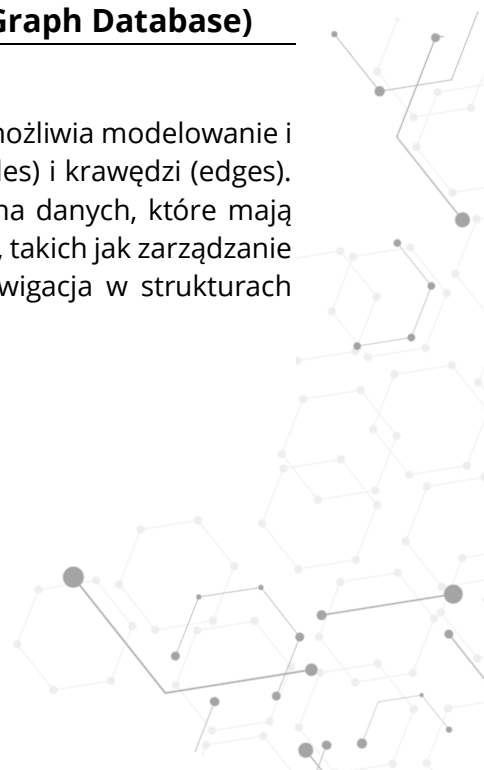 Graph Database)
możliwia modelowanie i
les) i krawędzi (edges).
na danych, które mają
, takich jak zarządzanie
wigacja w strukturach